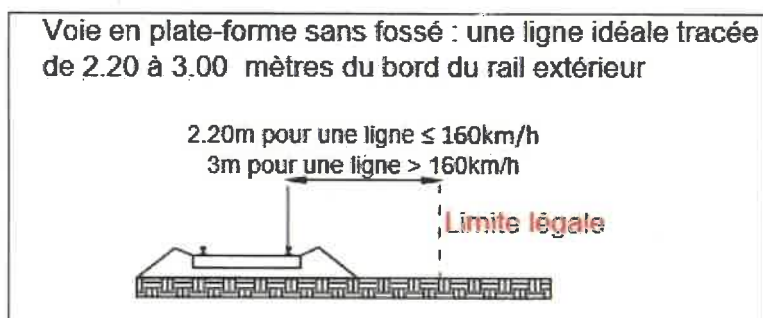 Voie en plate-forme sans fossé : une ligne idéale tracée
de 2.20 à 3.00 mètres du bord du rail extérieur
2.20m pour une ligne ≤ 160km/h
3m pour une ligne > 160km/h
Limite légale